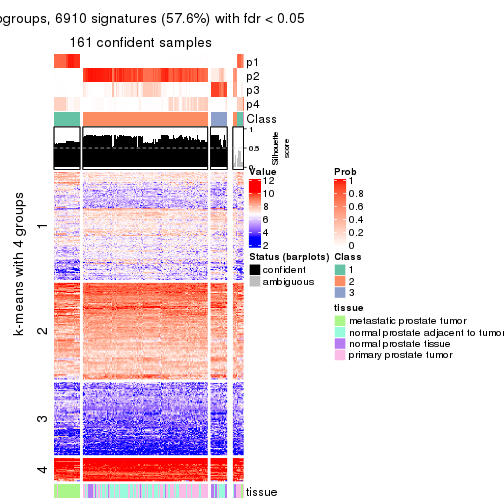 ogroups, 6910 signatures (57.6%) with fdr < 0.05
161 confident samples
p1
p2
p3
p4
Class
1
0.5
0
Silhouette
score
k-means with 4 groups
1
2
3
4
tissue
Value
12
10
8
6
4
2
Prob
1
0.8
0.6
0.4
0.2
0
Status (barplots)
confident
ambiguous
Class
1
2
3
tissue
metastatic prostate tumor
normal prostate adjacent to tumor
normal prostate tissue
primary prostate tumor